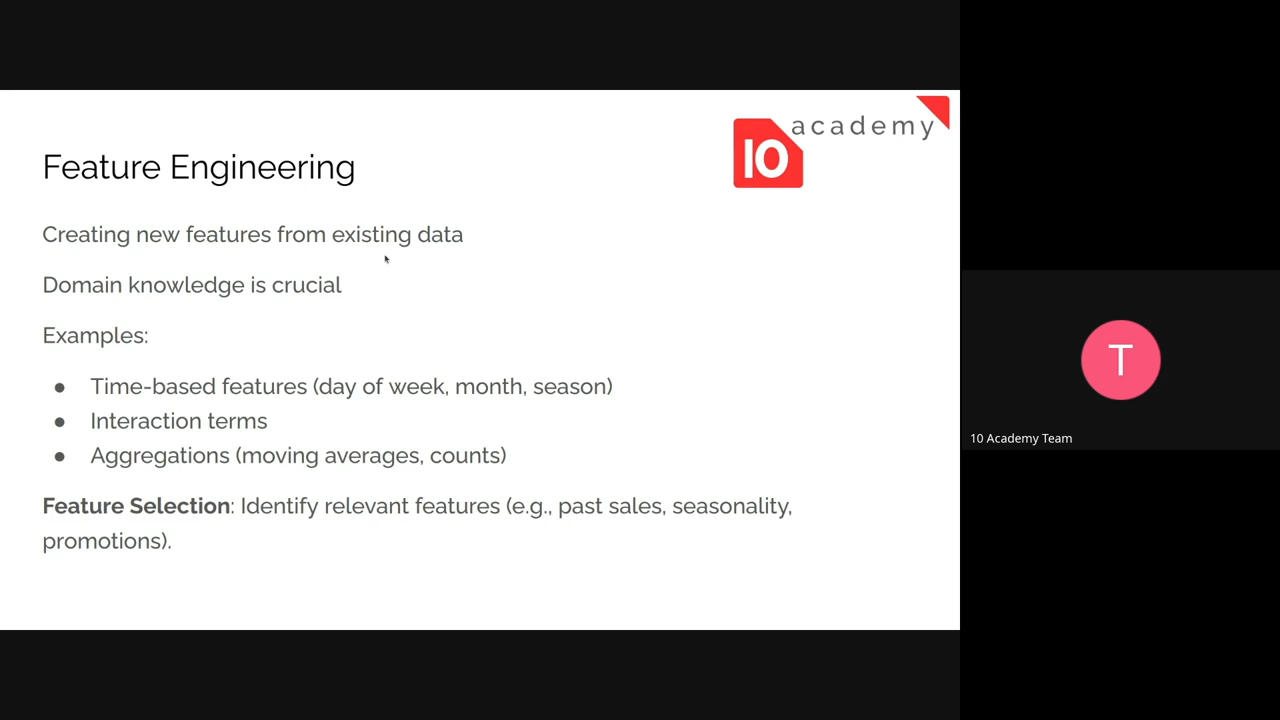 10 academy
Feature Engineering
Creating new features from existing data
Domain knowledge is crucial
Examples:
● Time-based features (day of week, month, season)
● Interaction terms
● Aggregations (moving averages, counts)
Feature Selection: Identify relevant features (e.g., past sales, seasonality,
promotions).
T
10 Academy Team